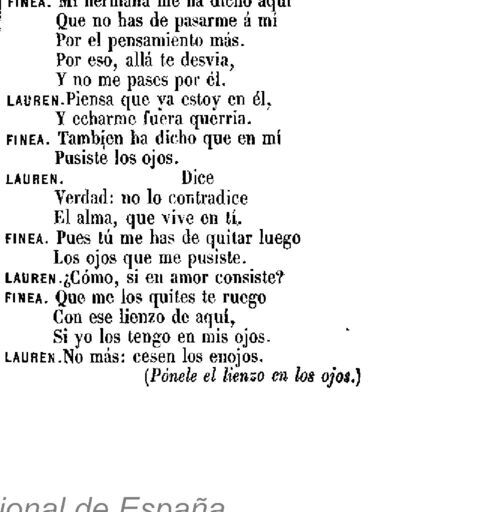 FINEA. Mi hermana me ha dicho aquí
Que no has de pasarme á mí
Por el pensamiento más.
Por eso, allá te desvia,
Y no me pases por él.
LAUREN. Piensa que ya estoy en él,
Y echarme fuera querria.
FINEA. Tambien ha dicho que en mí
Pusiste los ojos.
LAUREN. Dice
Verdad: no lo contradice
El alma, que vive en tí.
FINEA. Pues tú me has de quitar luego
Los ojos que me pusiste.
LAUREN. ¿Cómo, si en amor consiste?
FINEA. Que me los quites te ruego
Con ese lienzo de aquí,
Si yo los tengo en mis ojos.
LAUREN. No más: cesen los enojos.
(Pónele el lienzo en los ojos.)
ional de España